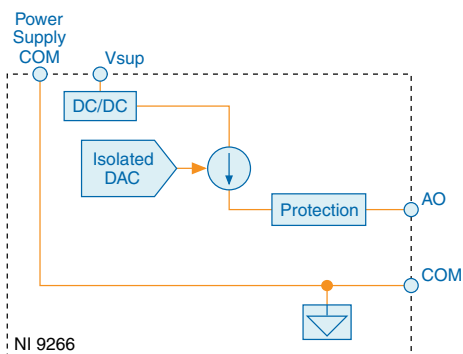 Power
Supply
COM
Vsup
DC/DC
Isolated
DAC
Protection
AO
COM
NI 9266